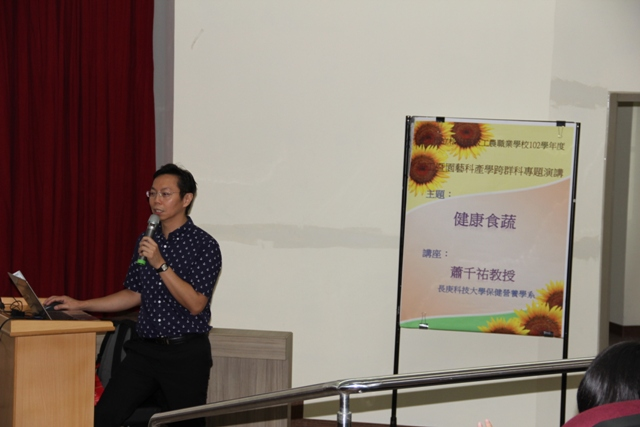 工農職業學校102學年度
園藝科產學跨群科專題演講
主題：
健康食蔬
講座：
蕭千祐教授
長庚科技大學保健營養學系